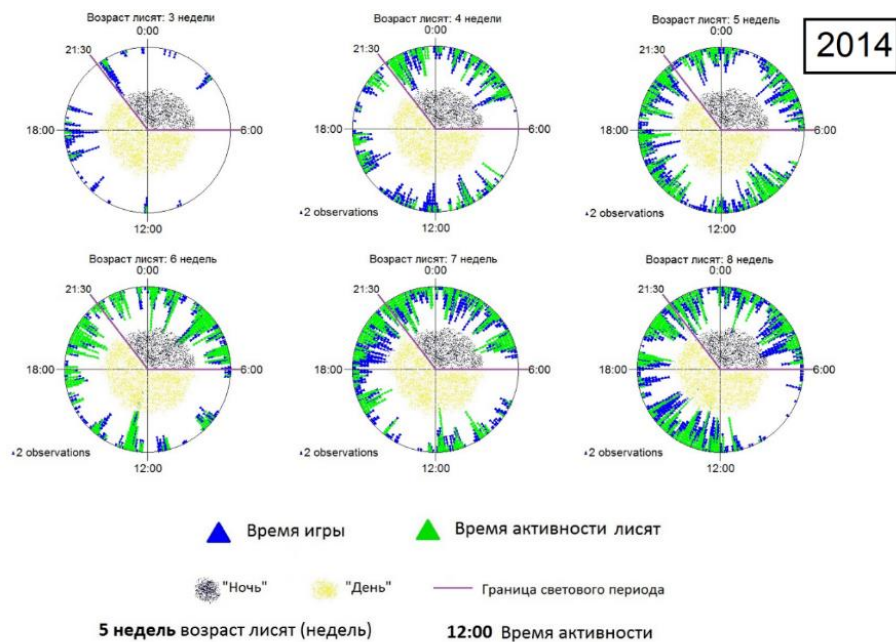 2014
Возраст лисят: 3 недели
0:00
21:30
18:00
6:00
12:00
Возраст лисят: 4 недели
0:00
21:30
18:00
6:00
▲2 observations
12:00
Возраст лисят: 5 недель
0:00
21:30
18:00
6:00
▲2 observations
12:00
Возраст лисят: 6 недель
0:00
21:30
18:00
6:00
▲2 observations
12:00
Возраст лисят: 7 недель
0:00
21:30
18:00
6:00
▲2 observations
12:00
Возраст лисят: 8 недель
0:00
21:30
18:00
6:00
▲2 observations
12:00
Время игры
Время активности лисят
"Ночь" "День" Граница светового периода
5 недель возраст лисят (недель)
12:00 Время активности